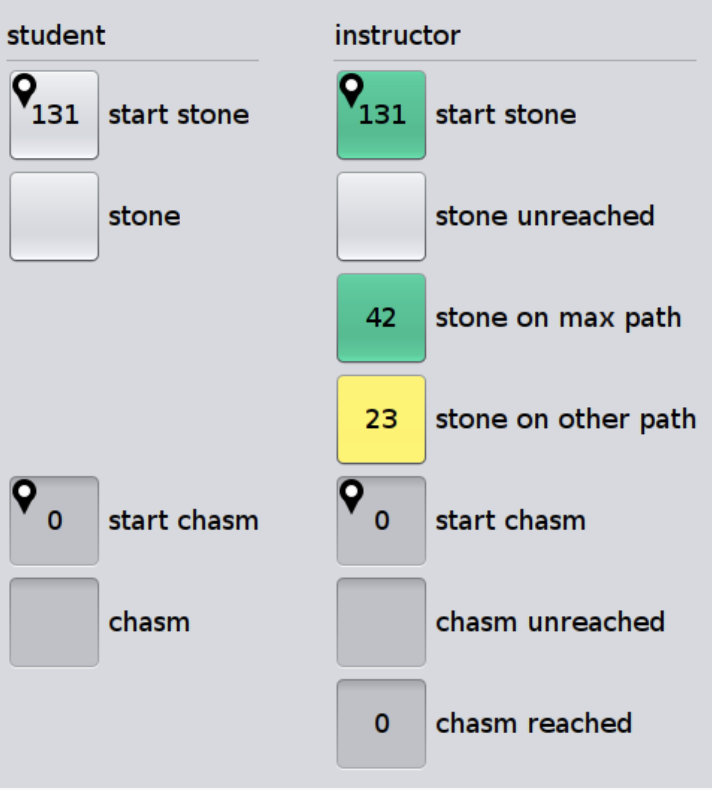 student instructor
131 start stone 131 start stone
stone stone unreached
42 stone on max path
23 stone on other path
0 start chasm 0 start chasm
chasm chasm unreached
0 chasm reached